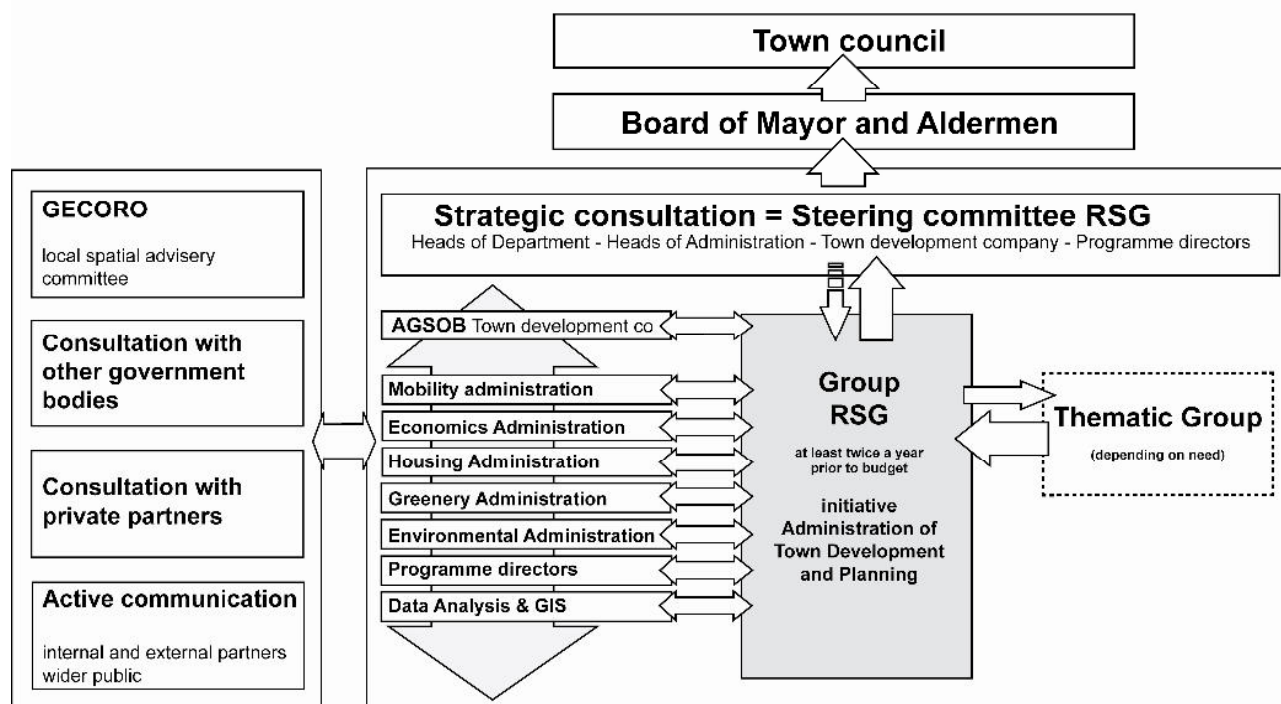 Town council
Board of Mayor and Aldermen
GECORO
local spatial advisery
committee
Consultation with
other government
bodies
Consultation with
private partners
Active communication
internal and external partners
wider public
Strategic consultation = Steering committee RSG
Heads of Department - Heads of Administration - Town development company - Programme directors
AGSOB Town development co
Mobility administration
Economics Administration
Housing Administration
Greenery Administration
Environmental Administration
Programme directors
Data Analysis & GIS
Group
RSG
at least twice a year
prior to budget
initiative
Administration of
Town Development
and Planning
Thematic Group
(depending on need)